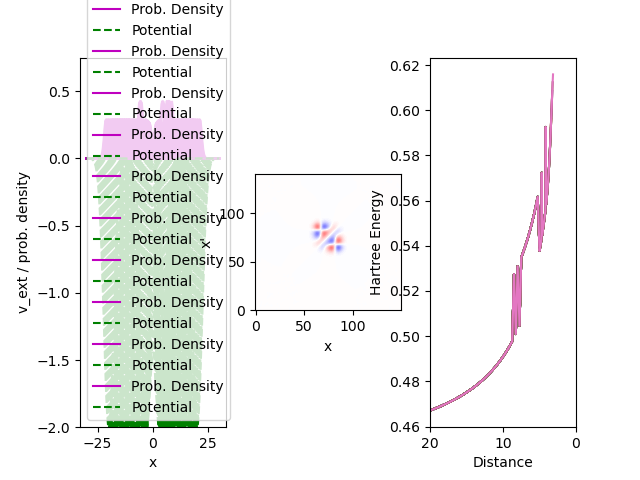 Prob. Density
Potential
Prob. Density
Potential
Prob. Density
Potential
Prob. Density
Potential
Prob. Density
Potential
Prob. Density
Potential
Prob. Density
Potential
Prob. Density
Potential
Prob. Density
Potential
Prob. Density
Potential
0.5
0.0
−0.5
−1.0
−1.5
−2.0
v_ext / prob. density
−25
0
25
x
100
50
0
x'
0
50
100
x
0.62
0.60
0.58
0.56
0.54
0.52
0.50
0.48
0.46
Hartree Energy
20
10
0
Distance